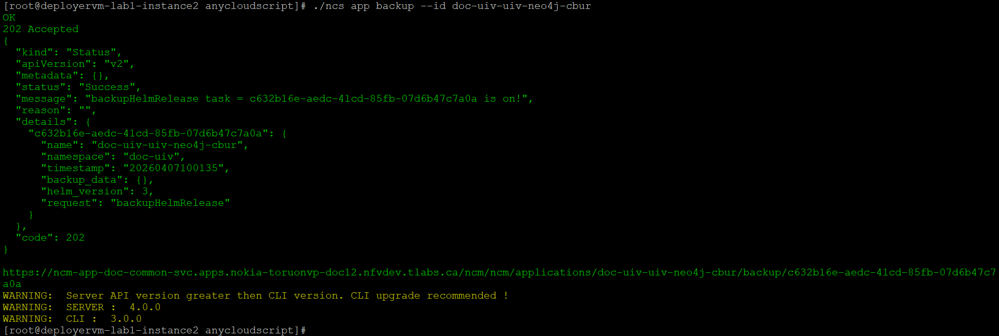 [root@deployervm-lab1-instance2 anycloudscript]# ./ncs app backup --id doc-uiv-uiv-neo4j-cbur
OK
202 Accepted
{
  "kind": "Status",
  "apiVersion": "v2",
  "metadata": {},
  "status": "Success",
  "message": "backupHelmRelease task = c632b16e-aedc-41cd-85fb-07d6b47c7a0a is on!",
  "reason": "",
  "details": {
    "c632b16e-aedc-41cd-85fb-07d6b47c7a0a": {
      "name": "doc-uiv-uiv-neo4j-cbur",
      "namespace": "doc-uiv",
      "timestamp": "20260407100135",
      "backup_data": {},
      "helm_version": 3,
      "request": "backupHelmRelease"
    }
  },
  "code": 202
}
https://ncm-app-doc-common-svc.apps.nokia-toruonvp-doc12.nfvdev.tlabs.ca/ncm/ncm/applications/doc-uiv-uiv-neo4j-cbur/backup/c632b16e-aedc-41cd-85fb-07d6b47c7
a0a
WARNING:  Server API version greater then CLI version. CLI upgrade recommended !
WARNING:  SERVER :  4.0.0
WARNING:  CLI :  3.0.0
[root@deployervm-lab1-instance2 anycloudscript]#